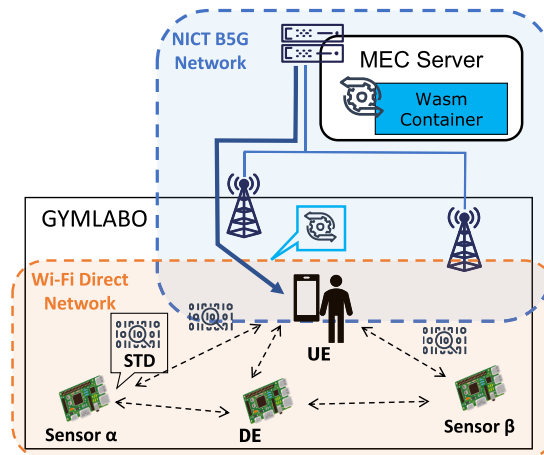 NICT B5G
Network
MEC Server
Wasm
Container
GYMLABO
Wi-Fi Direct
Network
STD
UE
Sensor α
DE
Sensor β